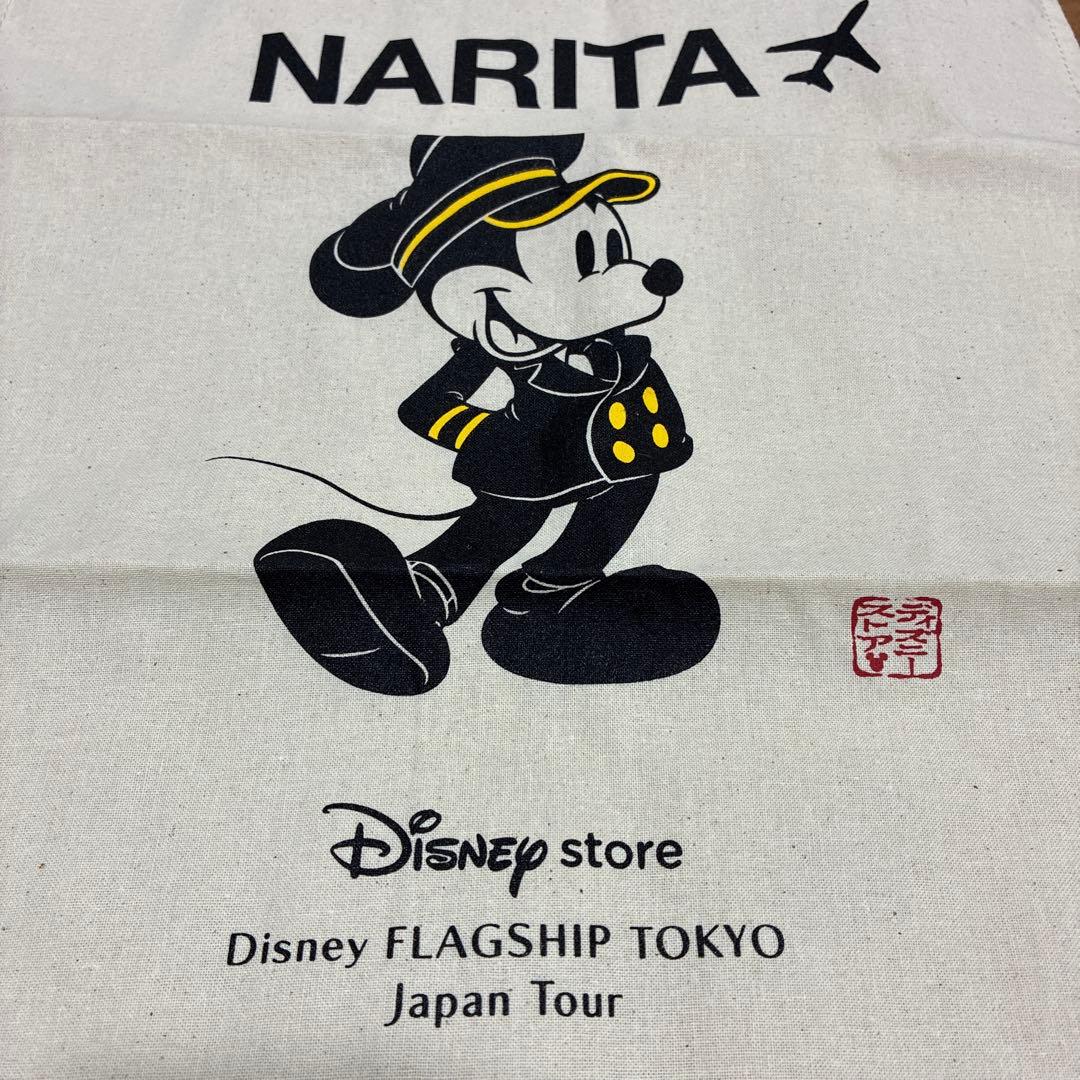 NARITA
ディズニー
ストア
Disney store
Disney FLAGSHIP TOKYO
Japan Tour